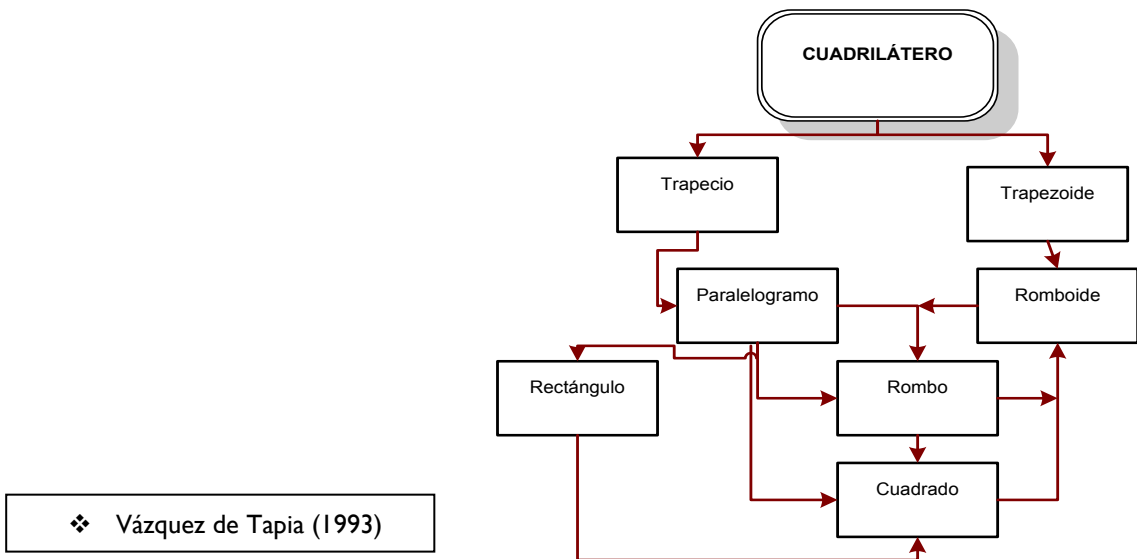 CUADRILÁTERO
Trapecio
Trapezoide
Paralelogramo
Romboide
Rectángulo
Rombo
Cuadrado
❖ Vázquez de Tapia (1993)